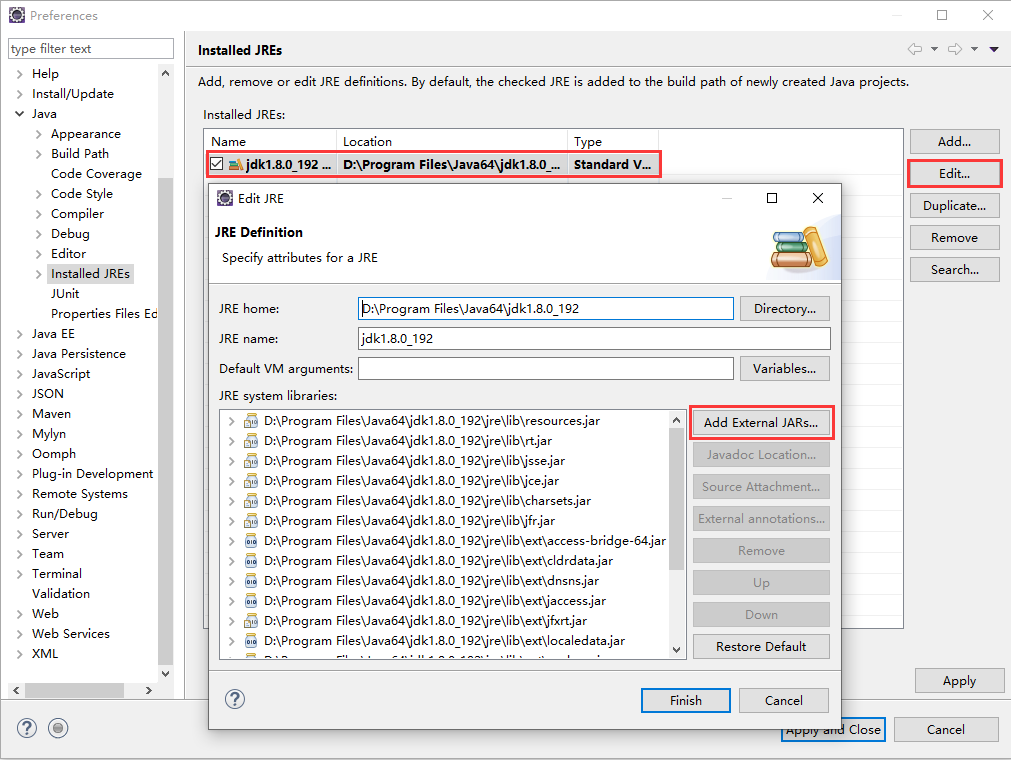 Preferences
type filter text
Help
Install/Update
Java
Appearance
Build Path
Code Coverage
Code Style
Compiler
Debug
Editor
Installed JREs
JUnit
Properties Files Ed
Java EE
Java Persistence
JavaScript
JSON
Maven
Mylyn
Oomph
Plug-in Development
Remote Systems
Run/Debug
Server
Team
Terminal
Validation
Web
Web Services
XML
Installed JREs
Add, remove or edit JRE definitions. By default, the checked JRE is added to the build path of newly created Java projects.
Installed JREs:
Name Location Type
jdk1.8.0_192 ... D:\Program Files\Java64\jdk1.8.0_... Standard V...
Add...
Edit...
Duplicate...
Remove
Search...
Edit JRE
JRE Definition
Specify attributes for a JRE
JRE home: D:\Program Files\Java64\jdk1.8.0_192 Directory...
JRE name: jdk1.8.0_192
Default VM arguments: Variables...
JRE system libraries:
D:\Program Files\Java64\jdk1.8.0_192\jre\lib\resources.jar
D:\Program Files\Java64\jdk1.8.0_192\jre\lib\rt.jar
D:\Program Files\Java64\jdk1.8.0_192\jre\lib\jsse.jar
D:\Program Files\Java64\jdk1.8.0_192\jre\lib\jce.jar
D:\Program Files\Java64\jdk1.8.0_192\jre\lib\charsets.jar
D:\Program Files\Java64\jdk1.8.0_192\jre\lib\jfr.jar
D:\Program Files\Java64\jdk1.8.0_192\jre\lib\ext\access-bridge-64.jar
D:\Program Files\Java64\jdk1.8.0_192\jre\lib\ext\cldrdata.jar
D:\Program Files\Java64\jdk1.8.0_192\jre\lib\ext\dnsns.jar
D:\Program Files\Java64\jdk1.8.0_192\jre\lib\ext\jaccess.jar
D:\Program Files\Java64\jdk1.8.0_192\jre\lib\ext\jfxrt.jar
D:\Program Files\Java64\jdk1.8.0_192\jre\lib\ext\localedata.jar
Add External JARs...
Javadoc Location...
Source Attachment...
External annotations...
Remove
Up
Down
Restore Default
Finish
Cancel
Apply
Apply and Close
Cancel